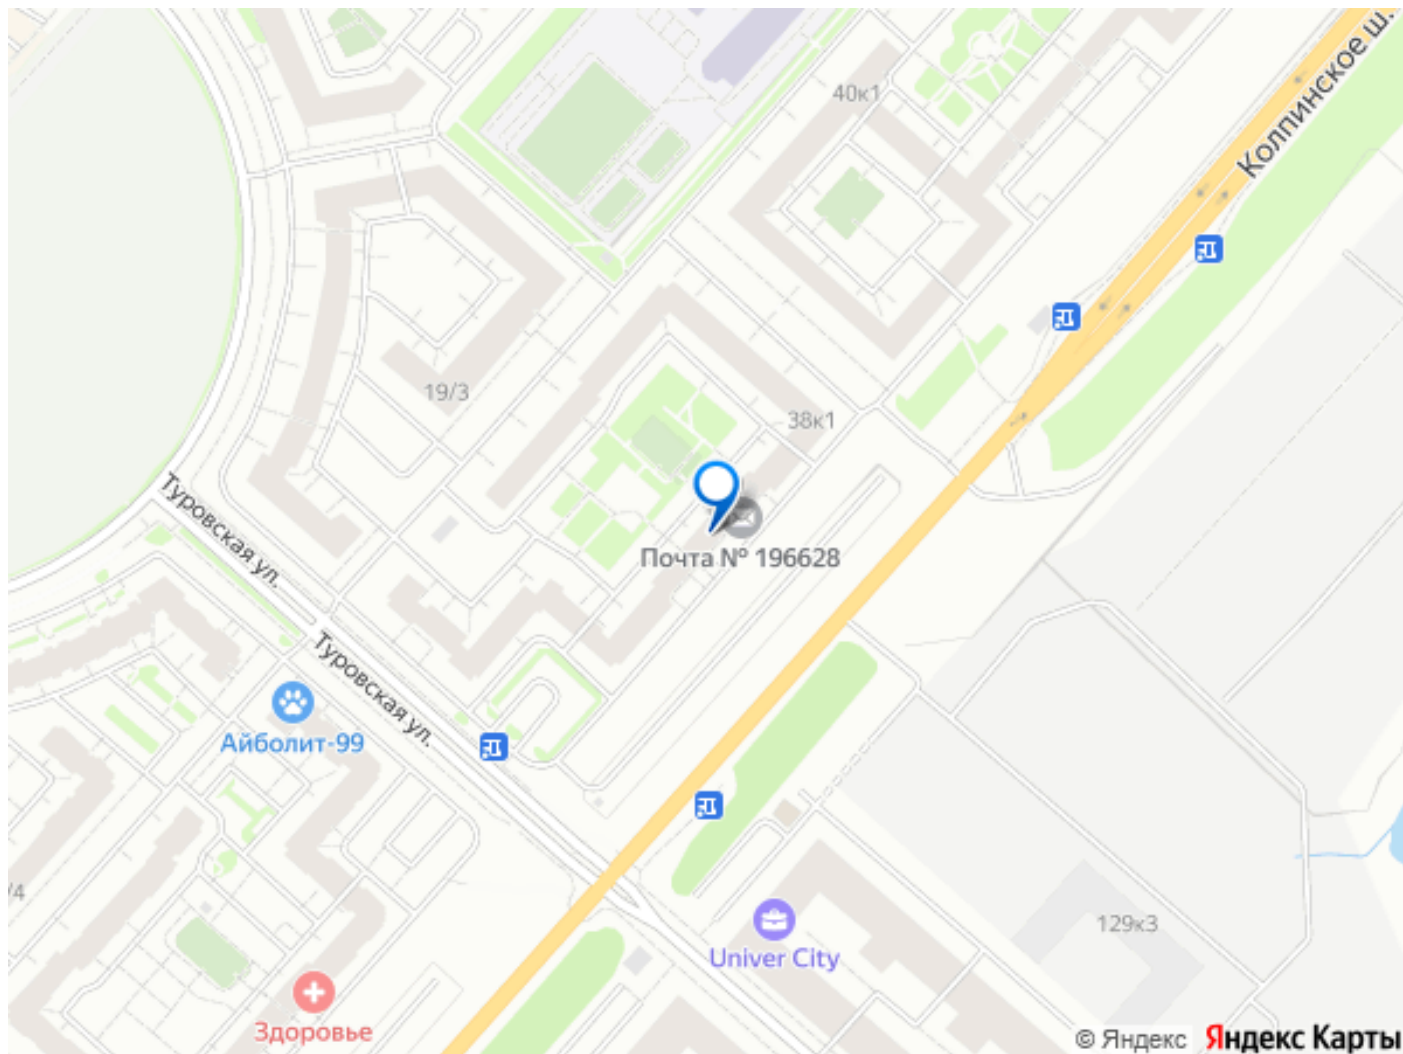 40к1
Колпинское ш.
19/3
38к1
Туровская ул.
Почта № 196628
Туровская ул.
Айболит-99
/4
129к3
Univer City
Здоровье
© Яндекс Яндекс Карты